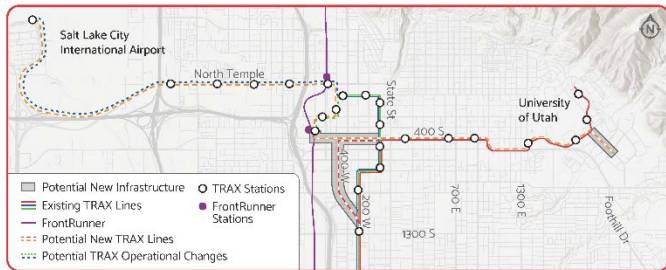 N
Salt Lake City
International Airport
North Temple
State St
University
of Utah
400 S
400 W
200 W
700 E
1300 E
Foothill Dr
1300 S
Potential New Infrastructure
Existing TRAX Lines
FrontRunner
Potential New TRAX Lines
Potential TRAX Operational Changes
TRAX Stations
FrontRunner
Stations